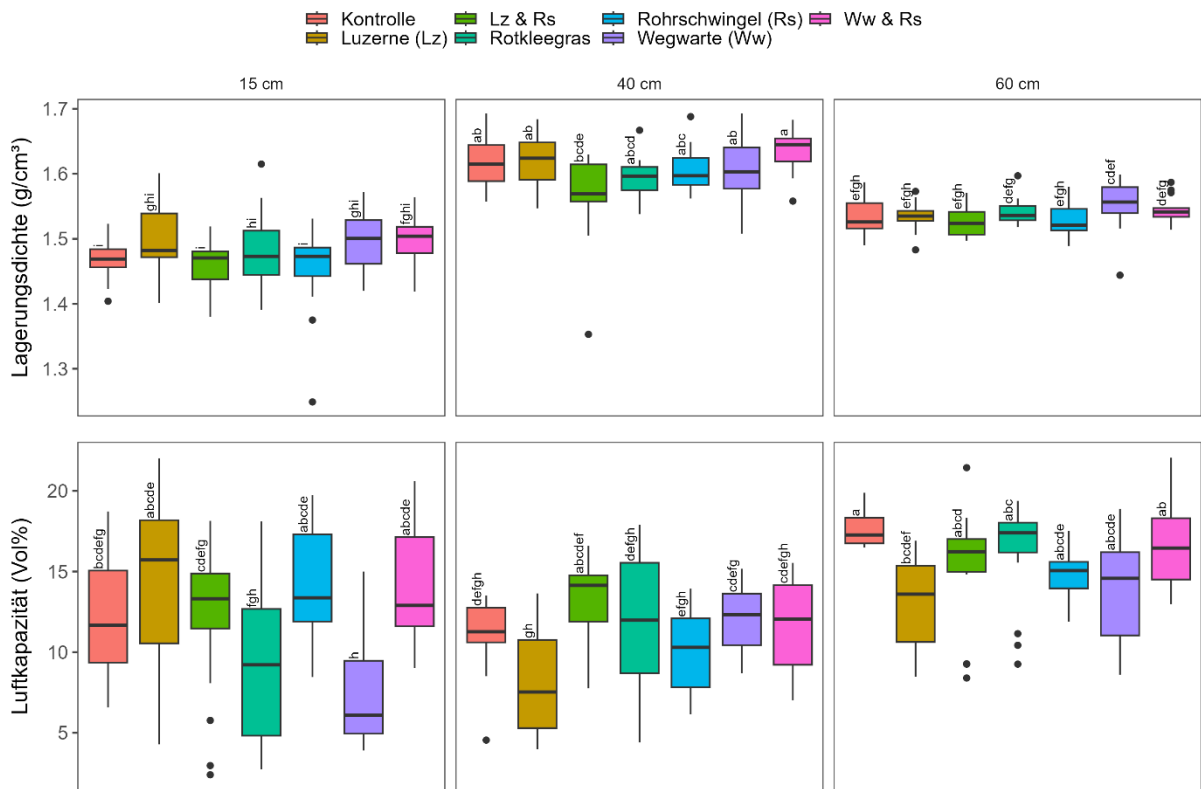 Kontrolle Lz & Rs Rohrschwingel (Rs) Ww & Rs
Luzerne (Lz) Rotkleegras Wegwarte (Ww)
15 cm 40 cm 60 cm
Lagerungsdichte (g/cm³)
1.7
1.6
1.5
1.4
1.3
i ghi i hi i ghi fghi
ab ab bcde abcd abc ab a
efgh efgh efgh defg efgh cdef defg
Luftkapazität (Vol%)
20
15
10
5
bcdefg abcde cdefg fgh abcde h abcde
defgh gh abcdef defgh efgh cdefg cdefgh
a bcdef abcd abc abcde abcde ab